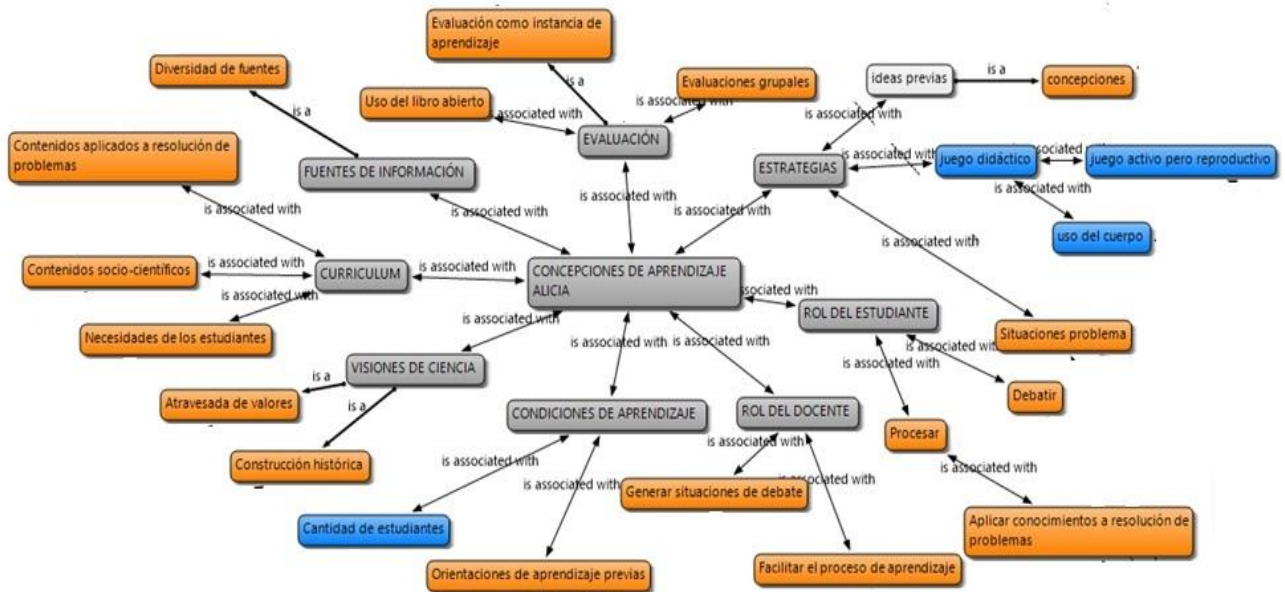 Evaluación como instancia de
aprendizaje
Diversidad de fuentes
is a
ideas previas
is a
concepciones
Evaluaciones grupales
Uso del libro abierto
is a
is associated with
is associated with
is associated with
EVALUACIÓN
Contenidos aplicados a resolución de
problemas
FUENTES DE INFORMACIÓN
ESTRATEGIAS
is associated with
juego didáctico
is associated with
juego activo pero reproductivo
is associated with
is associated with
is associated with
is associated with
is associated with
is associated with
uso del cuerpo
is associated with
Contenidos socio-científicos
is associated with
CURRICULUM
is associated with
CONCEPCIONES DE APRENDIZAJE
ALICIA
is associated with
is associated with
ROL DEL ESTUDIANTE
Necesidades de los estudiantes
is associated with
is associated with
is associated with
is associated with
is associated with
Situaciones problema
VISIONES DE CIENCIA
is a
Atravesada de valores
is a
Debatir
CONDICIONES DE APRENDIZAJE
ROL DEL DOCENTE
Procesar
is associated with
Construcción histórica
is associated with
is associated with
is associated with
is associated with
Generar situaciones de debate
Cantidad de estudiantes
Aplicar conocimientos a resolución de
problemas
Orientaciones de aprendizaje previas
Facilitar el proceso de aprendizaje